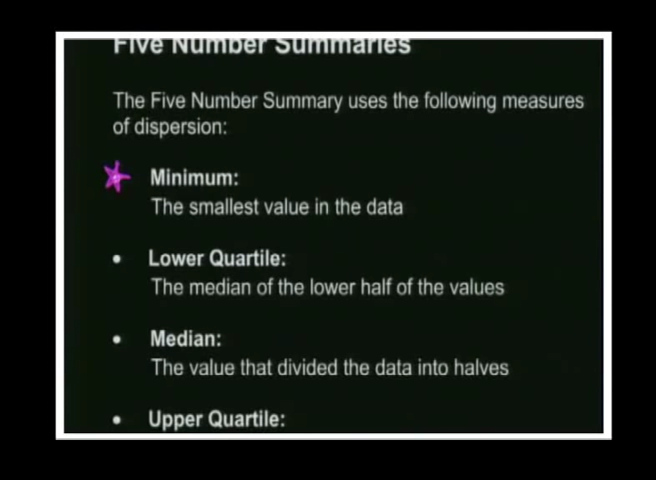 Five Number Summaries
The Five Number Summary uses the following measures
of dispersion:
Minimum:
The smallest value in the data
• Lower Quartile:
The median of the lower half of the values
• Median:
The value that divided the data into halves
• Upper Quartile: